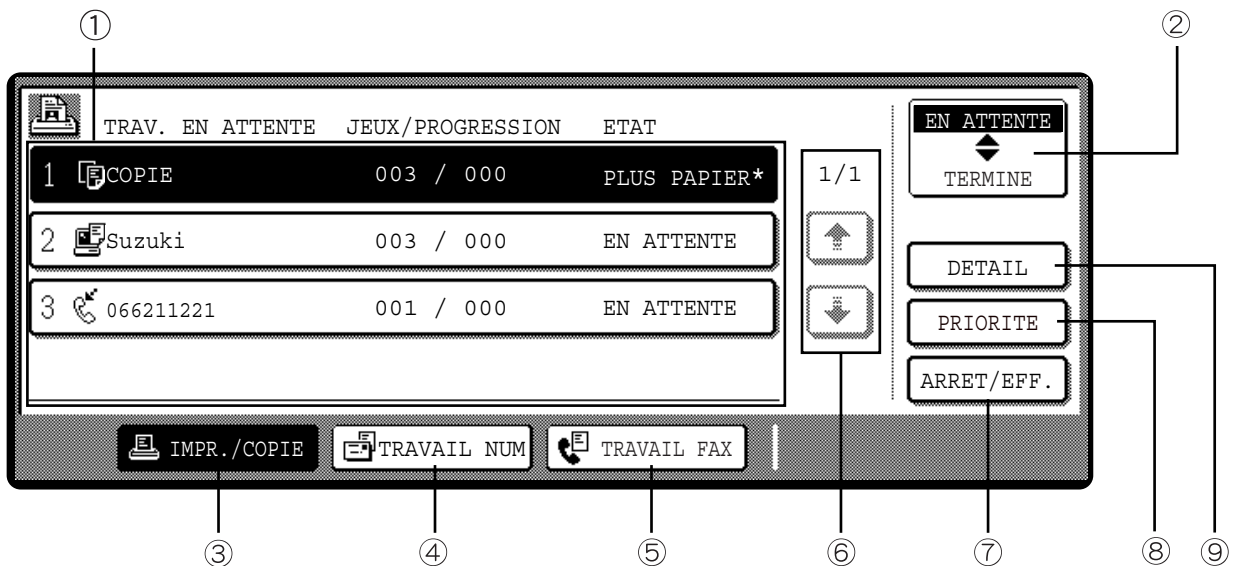 ① ②
TRAV. EN ATTENTE JEUX/PROGRESSION ETAT
1 COPIE 003 / 000 PLUS PAPIER*
2 Suzuki 003 / 000 EN ATTENTE
3 066211221 001 / 000 EN ATTENTE
1/1
EN ATTENTE
TERMINE
DETAIL
PRIORITE
ARRET/EFF.
IMPR./COPIE TRAVAIL NUM TRAVAIL FAX
③ ④ ⑤ ⑥ ⑦ ⑧ ⑨